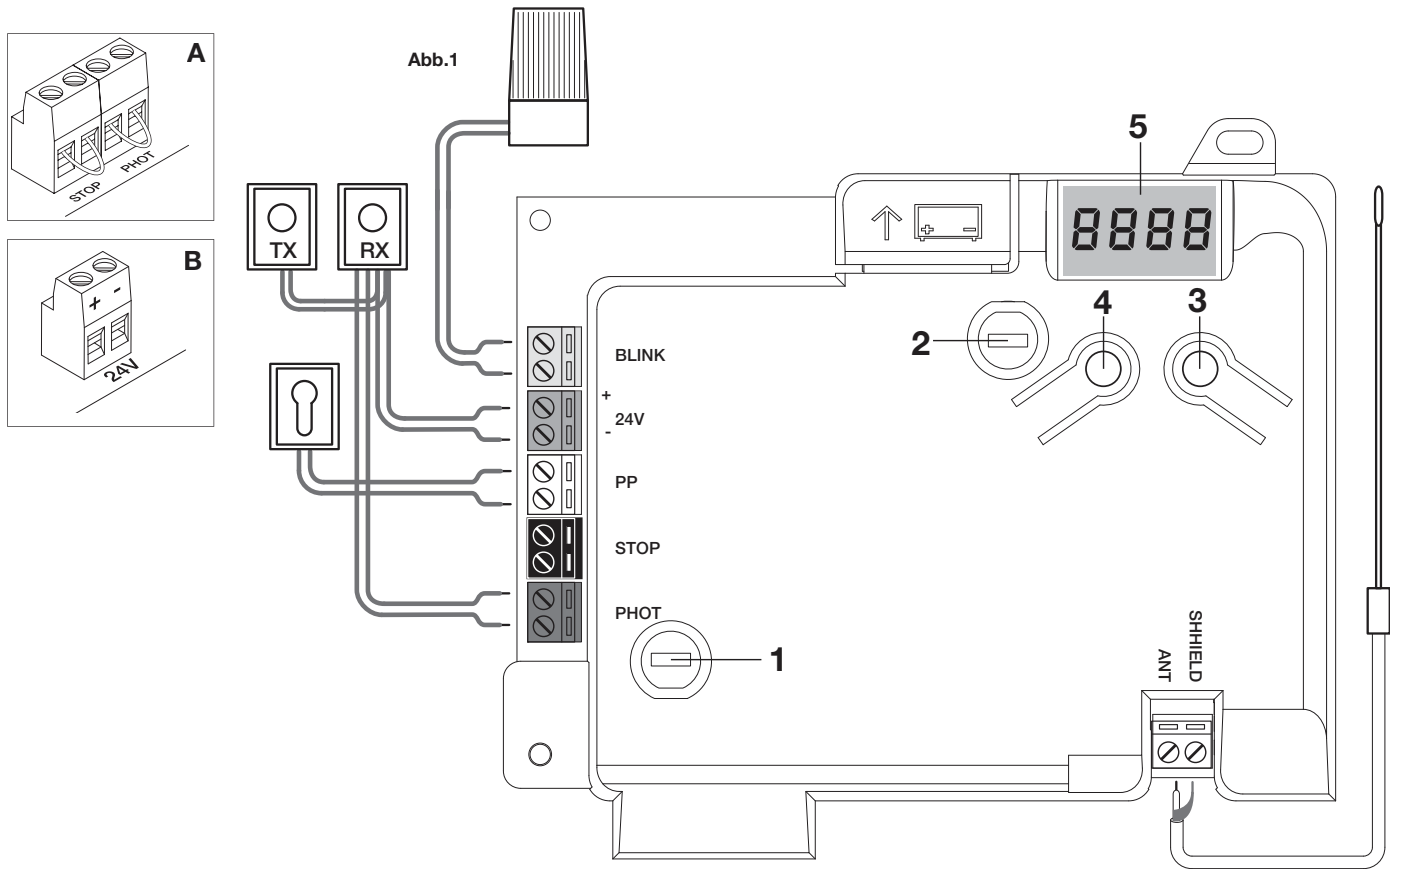 A
STOP
PHOT
B
+ -
24V
Abb.1
TX
RX
BLINK
+
24V
-
PP
STOP
PHOT
1
2
3
4
5
+ -
8888
ANT
SHHIELD